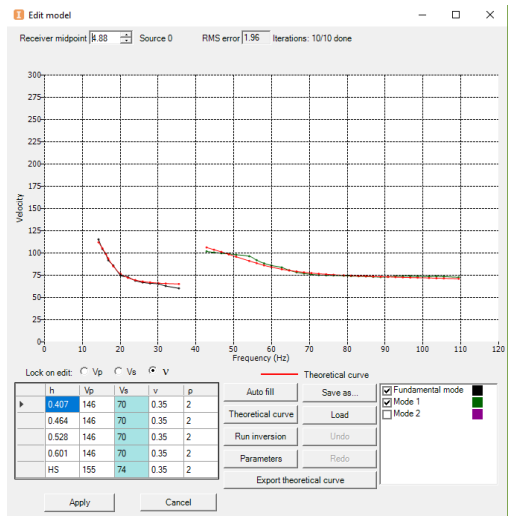 Edit model
Receiver midpoint 4.88 Source 0 RMS error 1.96 Iterations: 10/10 done
300
275
250
225
200
175
150
125
100
75
50
25
0
Velocity
0 10 20 30 40 50 60 70 80 90 100 110 120
Frequency (Hz)
Lock on edit: Vp Vs V
Theoretical curve
h Vp Vs v ρ
0.407 146 70 0.35 2
0.464 146 70 0.35 2
0.528 146 70 0.35 2
0.601 146 70 0.35 2
HS 155 74 0.35 2
Auto fill Save as...
Theoretical curve Load
Run inversion Undo
Parameters Redo
Export theoretical curve
Fundamental mode
Mode 1
Mode 2
Apply Cancel